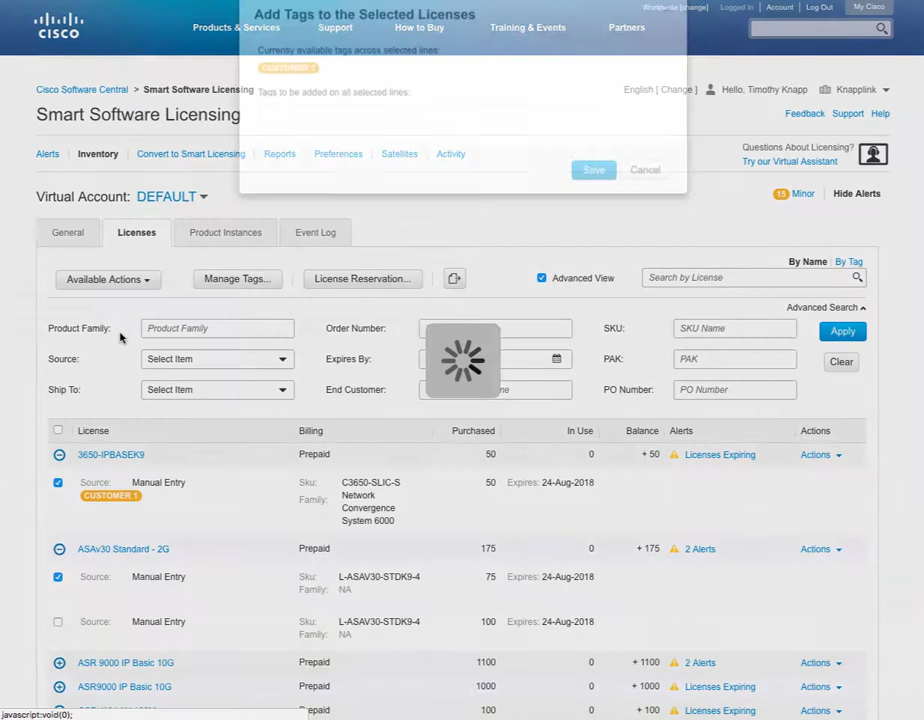 CISCO
Worldwide [change] Logged In Account Log Out My Cisco
Add Tags to the Selected Licenses
Products & Services Support How to Buy Training & Events Partners
Currently available tags across selected lines:
CUSTOMER 1
Cisco Software Central > Smart Software Licensing
English [ Change ] Hello, Timothy Knapp Knapplink
Tags to be added on all selected lines:
Smart Software Licensing
Feedback Support Help
Alerts Inventory Convert to Smart Licensing Reports Preferences Satellites Activity
Questions About Licensing?
Try our Virtual Assistant
Save Cancel
Virtual Account: DEFAULT
15 Minor Hide Alerts
General Licenses Product Instances Event Log
By Name | By Tag
Available Actions Manage Tags... License Reservation... Advanced View Search by License
Advanced Search
Product Family: Product Family Order Number: SKU: SKU Name Apply
Source: Select Item Expires By: PAK: PAK Clear
Ship To: Select Item End Customer: PO Number: PO Number
License Billing Purchased In Use Balance Alerts Actions
3650-IPBASEK9 Prepaid 50 0 + 50 Licenses Expiring Actions
Source: Manual Entry Sku: C3650-SLIC-S 50 Expires: 24-Aug-2018
CUSTOMER 1 Family: Network
Convergence
System 6000
ASAv30 Standard - 2G Prepaid 175 0 + 175 2 Alerts Actions
Source: Manual Entry Sku: L-ASAV30-STDK9-4 75 Expires: 24-Aug-2018
Family: NA
Source: Manual Entry Sku: L-ASAV30-STDK9-4 100 Expires: 24-Aug-2018
Family: NA
ASR 9000 IP Basic 10G Prepaid 1100 0 + 1100 2 Alerts Actions
ASR9000 IP Basic 10G Prepaid 1000 0 + 1000 Licenses Expiring Actions
Prepaid 100 0 + 100 Licenses Expiring Actions
javascript:void(0);